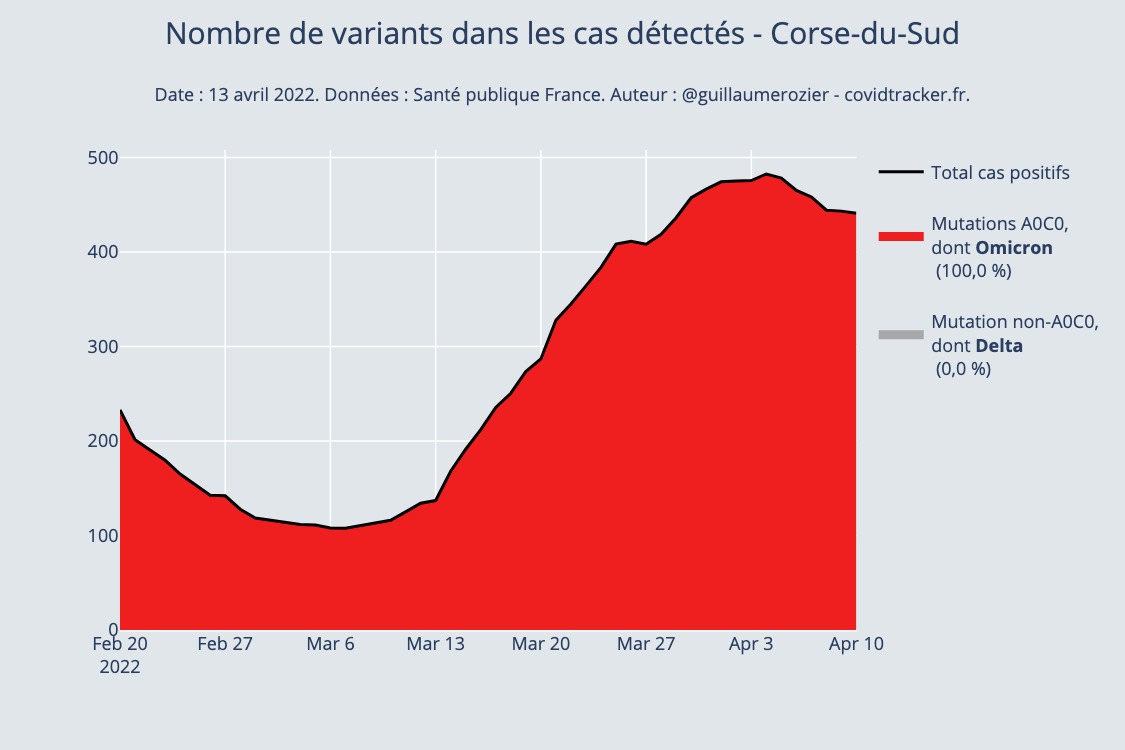 Nombre de variants dans les cas détectés - Corse-du-Sud
Date : 13 avril 2022. Données : Santé publique France. Auteur : @guillaumerozier - covidtracker.fr.
500
400
300
200
100
0
Feb 20
2022
Feb 27
Mar 6
Mar 13
Mar 20
Mar 27
Apr 3
Apr 10
Total cas positifs
Mutations A0C0,
dont Omicron
(100,0 %)
Mutation non-A0C0,
dont Delta
(0,0 %)